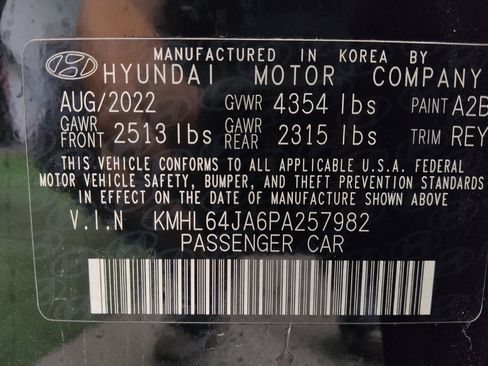 MANUFACTURED IN KOREA BY
HYUNDAI MOTOR COMPANY
AUG/2022 GVWR 4354 lbs PAINT A2B
GAWR FRONT 2513 lbs GAWR REAR 2315 lbs TRIM REY
THIS VEHICLE CONFORMS TO ALL APPLICABLE U.S.A. FEDERAL
MOTOR VEHICLE SAFETY, BUMPER, AND THEFT PREVENTION STANDARDS
IN EFFECT ON THE DATE OF MANUFACTURE SHOWN ABOVE
V.I.N KMHL64JA6PA257982
PASSENGER CAR